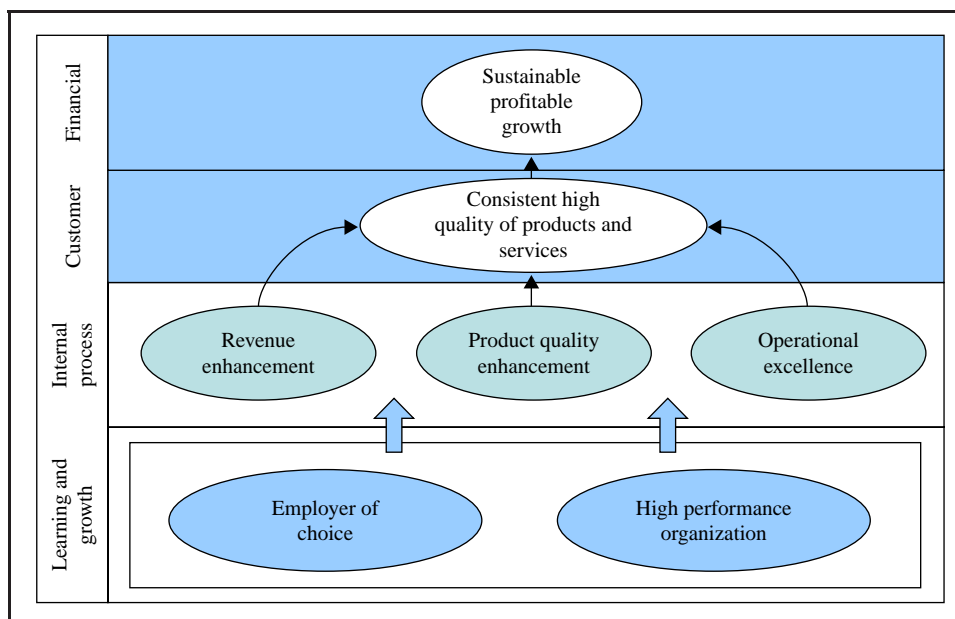 Financial
Sustainable
profitable
growth
Customer
Consistent high
quality of products and
services
Internal
process
Revenue
enhancement
Product quality
enhancement
Operational
excellence
Learning and
growth
Employer of
choice
High performance
organization